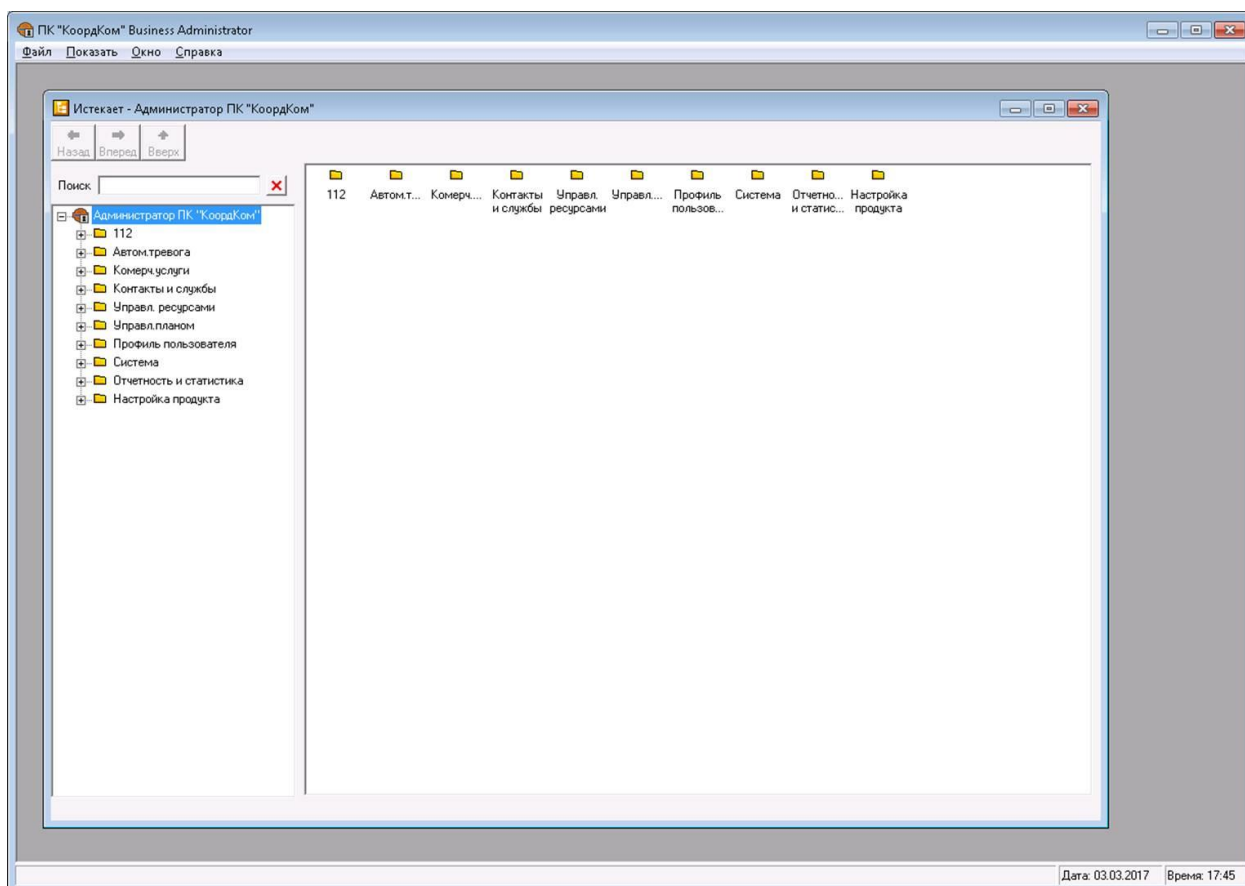 ПК "КоордКом" Business Administrator
Файл Показать Окно Справка
Истекает - Администратор ПК "КоордКом"
Назад Вперед Вверх
Поиск
Администратор ПК "КоордКом"
112
Автом.тревога
Комерч.услуги
Контакты и службы
Управл. ресурсами
Управл.планом
Профиль пользователя
Система
Отчетность и статистика
Настройка продукта
112 Автом.т... Комерч.... Контакты Управл. Управл.... Профиль Система Отчетно... Настройка
и службы ресурсами пользов... и статис... продукта
Дата: 03.03.2017 Время: 17:45